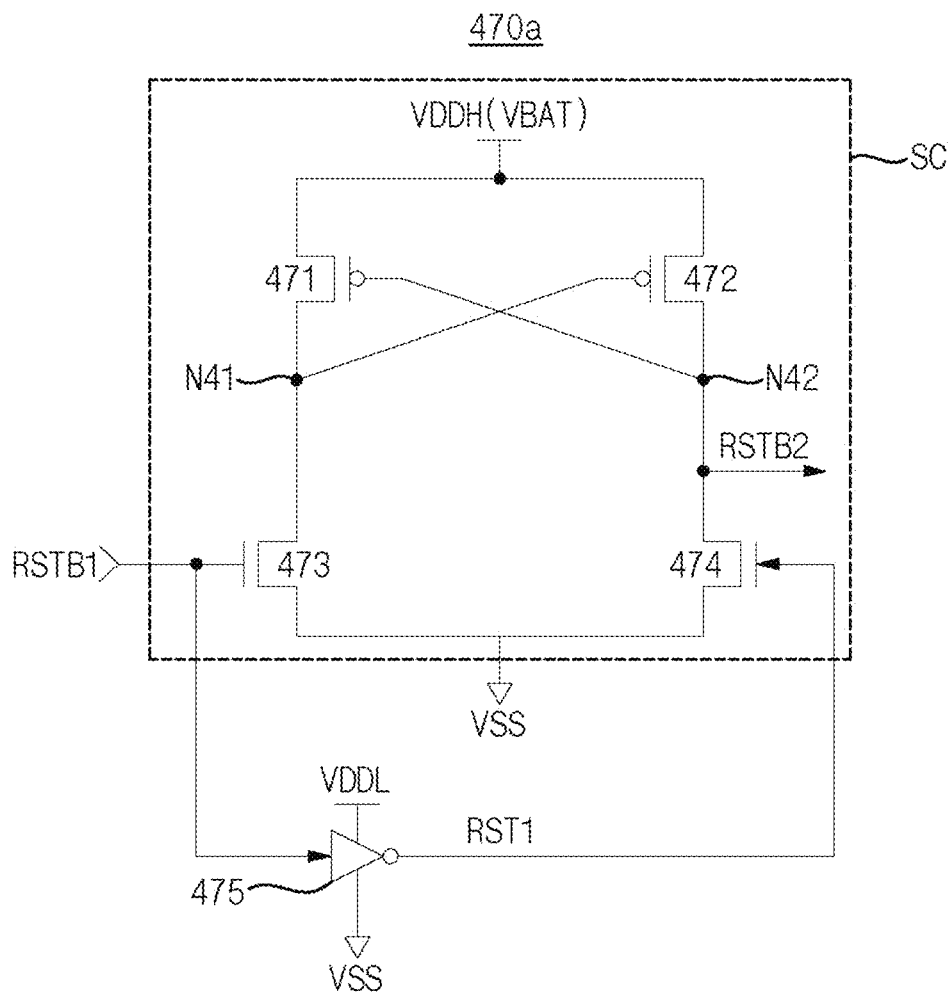 470a
VDDH(VBAT)
SC
471
472
N41
N42
RSTB2
RSTB1
473
474
VSS
VDDL
RST1
475
VSS